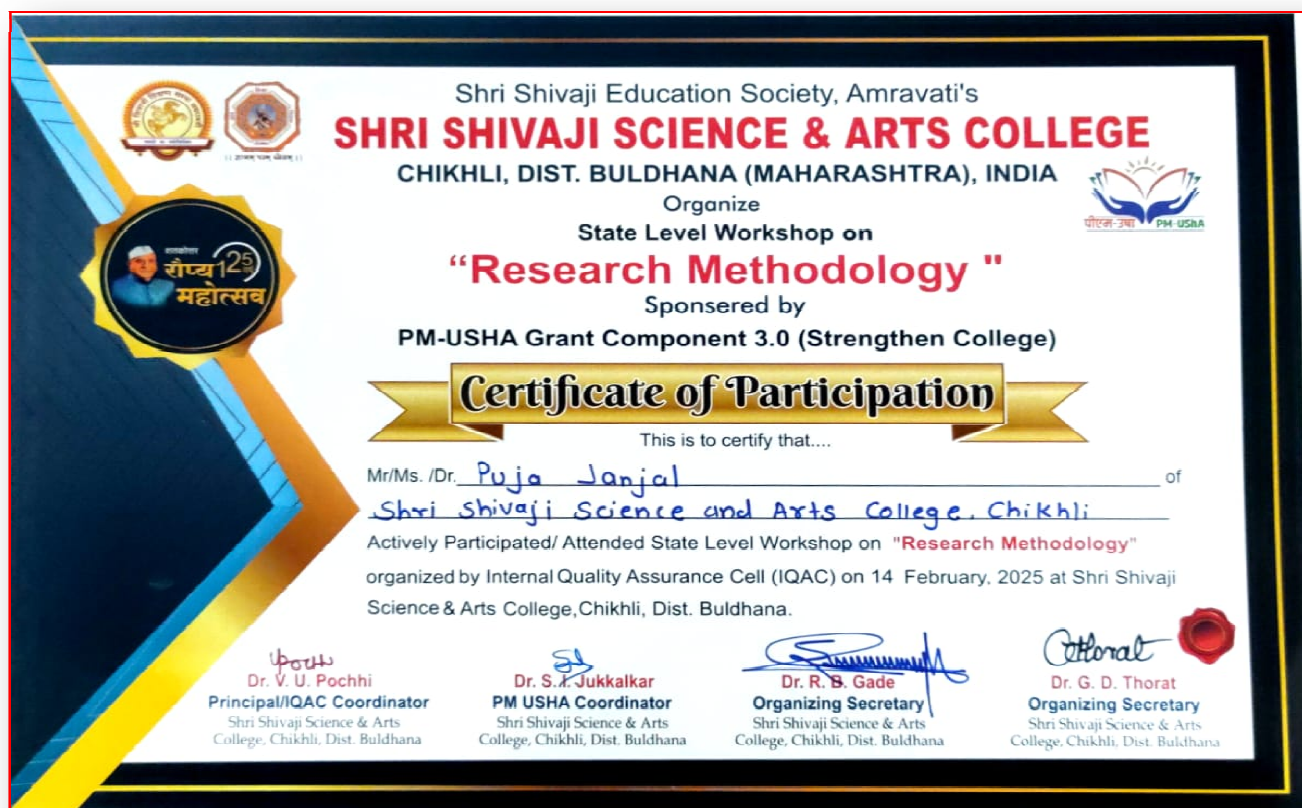 Shri Shivaji Education Society, Amravati's
SHRI SHIVAJI SCIENCE & ARTS COLLEGE
CHIKHLI, DIST. BULDHANA (MAHARASHTRA), INDIA
Organize
State Level Workshop on
“Research Methodology "
Sponsered by
PM-USHA Grant Component 3.0 (Strengthen College)
पीएम-उषा PM-USHA
रौप्य 125
महोत्सव
Certificate of Participation
This is to certify that....
Mr/Ms. /Dr. Puja Janjal of
Shri Shivaji Science and Arts College, Chikhli
Actively Participated/ Attended State Level Workshop on "Research Methodology"
organized by Internal Quality Assurance Cell (IQAC) on 14 February, 2025 at Shri Shivaji
Science & Arts College, Chikhli, Dist. Buldhana.
Dr. V. U. Pochhi
Principal/IQAC Coordinator
Shri Shivaji Science & Arts
College, Chikhli, Dist. Buldhana
Dr. S. Jukkalkar
PM USHA Coordinator
Shri Shivaji Science & Arts
College, Chikhli, Dist. Buldhana
Dr. R. B. Gade
Organizing Secretary
Shri Shivaji Science & Arts
College, Chikhli, Dist. Buldhana
Dr. G. D. Thorat
Organizing Secretary
Shri Shivaji Science & Arts
College, Chikhli, Dist. Buldhana